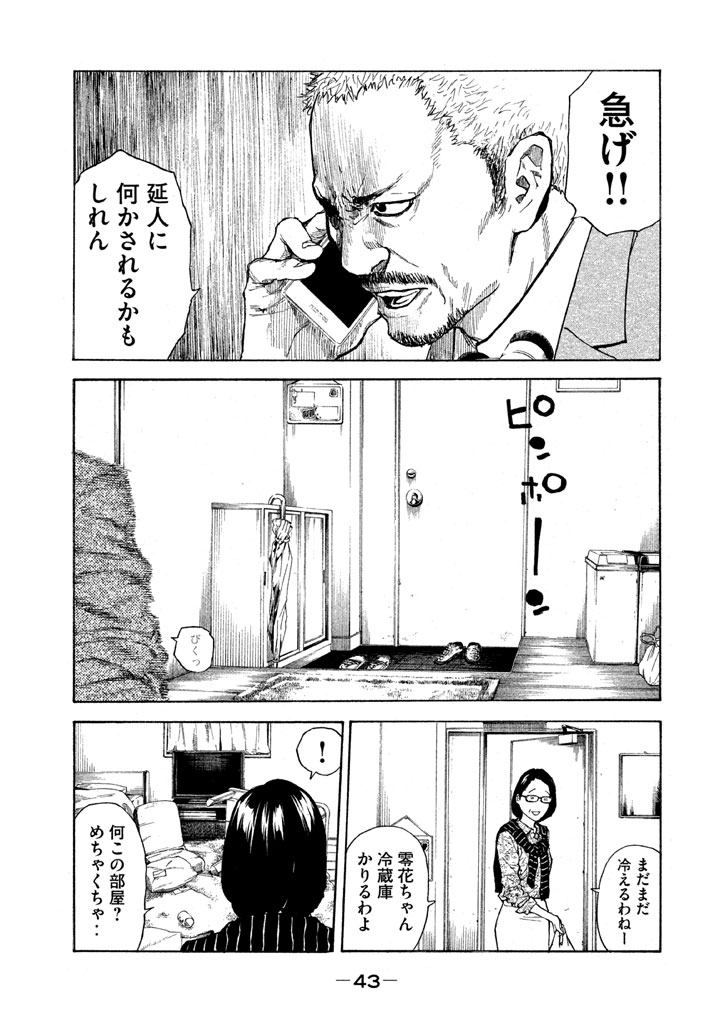 急げ!!
延人に
何かされるかも
しれん
ピンポーン
びくっ
まだまだ
冷えるわねー
零花ちゃん
冷蔵庫
かりるわよ
!
何この部屋?
めちゃくちゃ‥
—43—